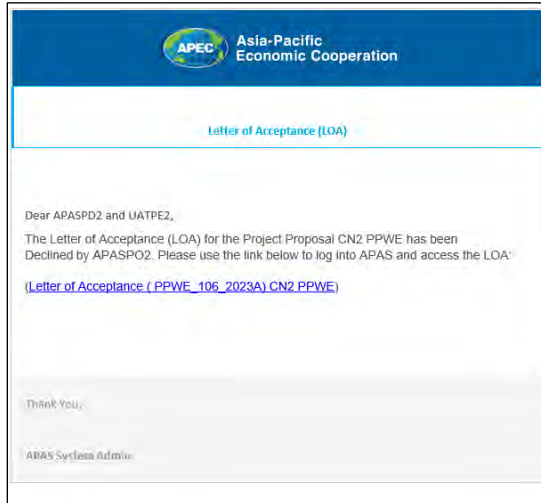 APEC
Asia-Pacific
Economic Cooperation
Letter of Acceptance (LOA)
Dear APASPD2 and UATPE2,
The Letter of Acceptance (LOA) for the Project Proposal CN2 PPWE has been
Declined by APASPO2. Please use the link below to log into APAS and access the LOA:
(Letter of Acceptance ( PPWE_106_2023A) CN2 PPWE)
Thank You,
APAS System Admin